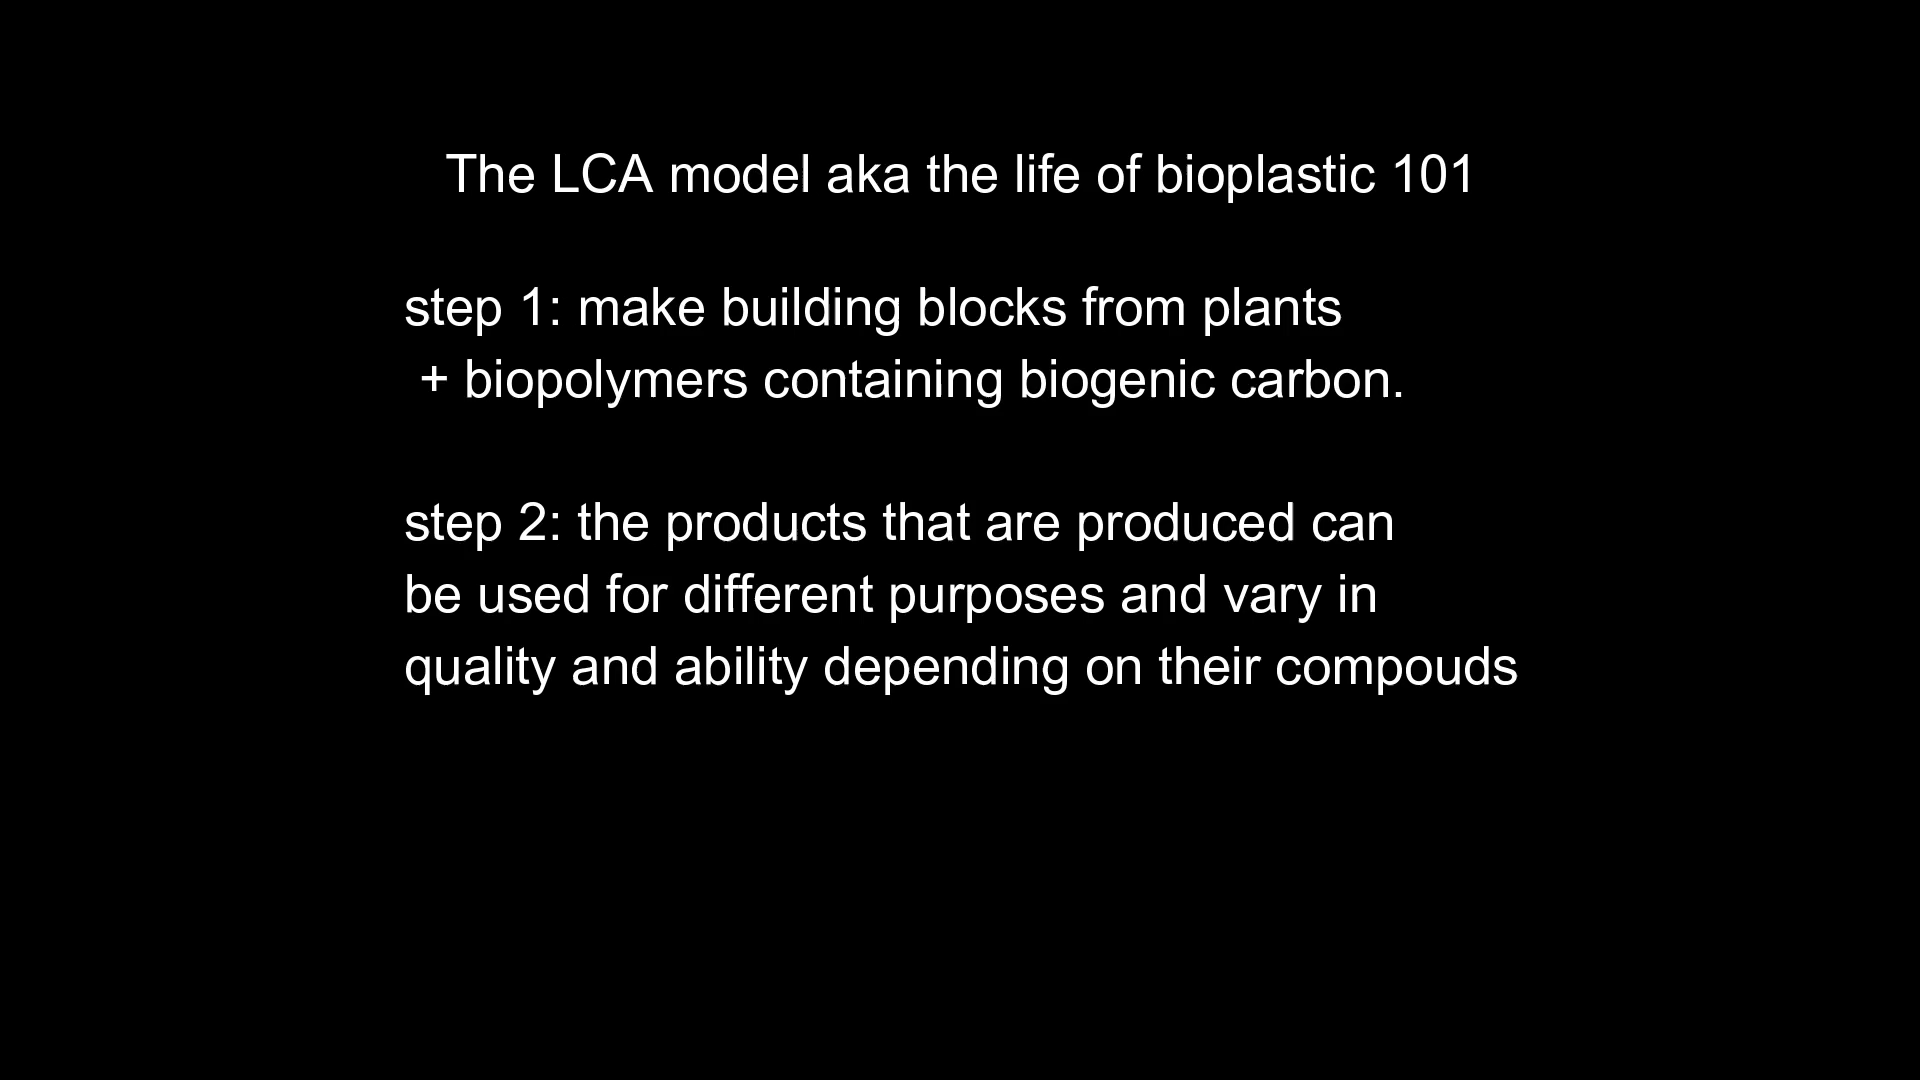 The LCA model aka the life of bioplastic 101
step 1: make building blocks from plants
+ biopolymers containing biogenic carbon.
step 2: the products that are produced can
be used for different purposes and vary in
quality and ability depending on their compouds